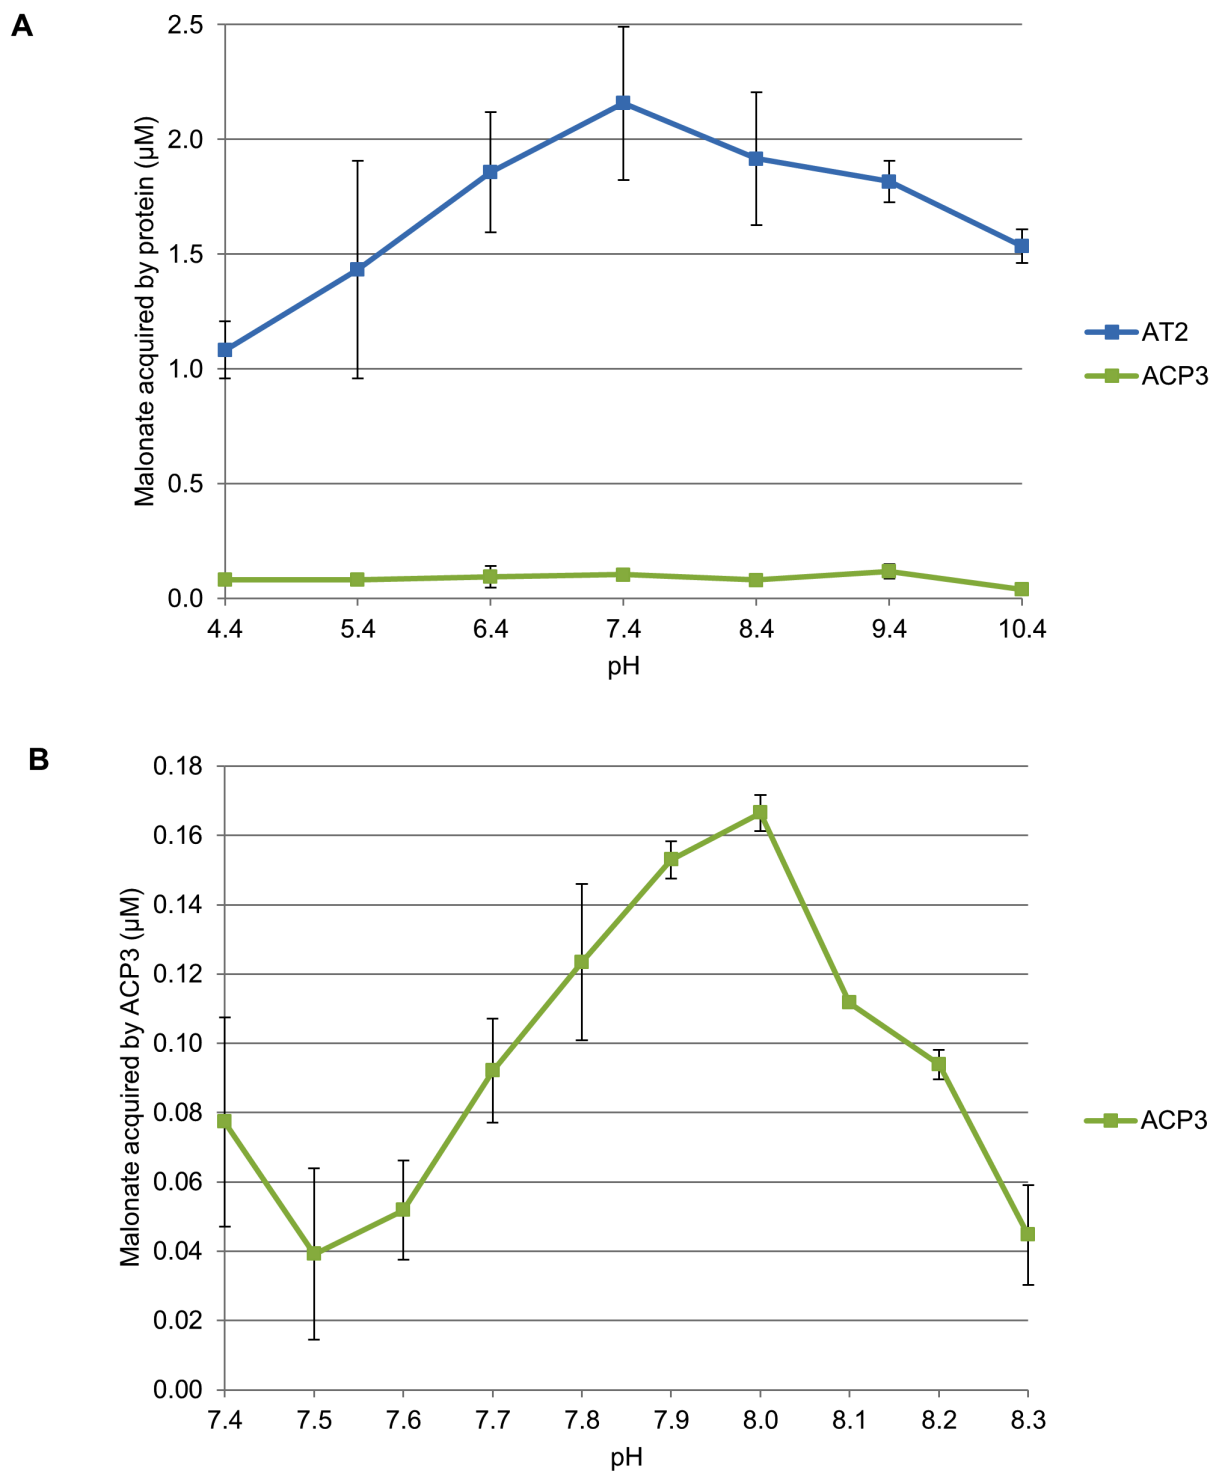 A
Malonate acquired by protein (µM)
2.5
2.0
1.5
1.0
0.5
0.0
4.4 5.4 6.4 7.4 8.4 9.4 10.4
pH
AT2
ACP3
B
Malonate acquired by ACP3 (µM)
0.18
0.16
0.14
0.12
0.10
0.08
0.06
0.04
0.02
0.00
7.4 7.5 7.6 7.7 7.8 7.9 8.0 8.1 8.2 8.3
pH
ACP3